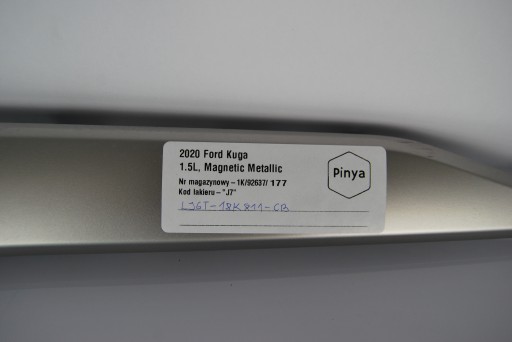 2020 Ford Kuga
1.5L, Magnetic Metallic
Nr magazynowy – 1K/92637/ 177
Kod lakieru – "J7"
LJ6T-18K811-CB
Pinya